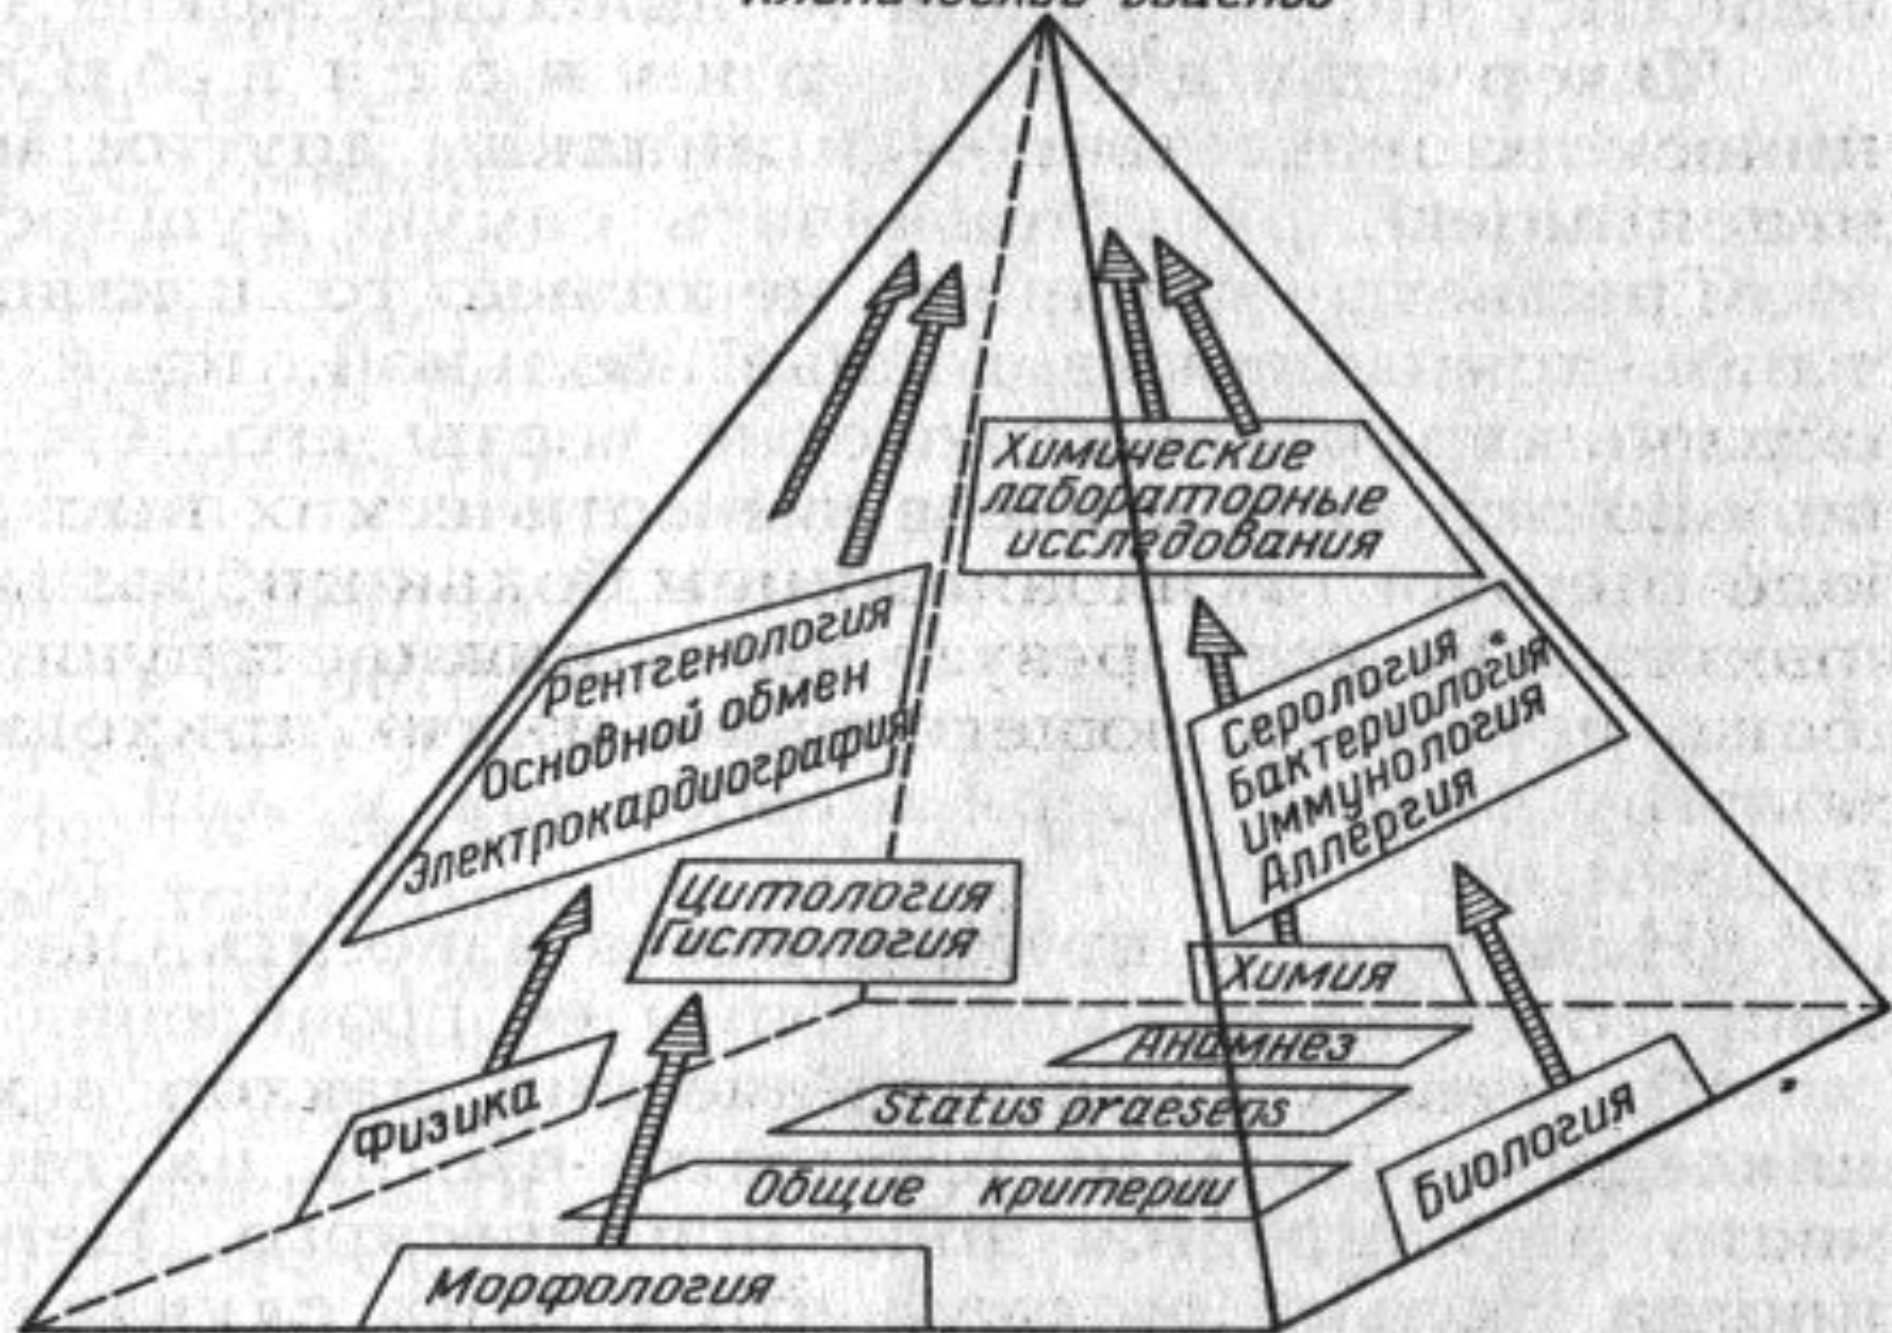 Химические
лабораторные
исследования
Рентгенология
Основной обмен
Электрокардиография
Серология
Бактериология
Иммунология
Аллергия
Цитология
Гистология
Химия
Анамнез
Status praesens
Физика
Общие критерии
Биология
Морфология